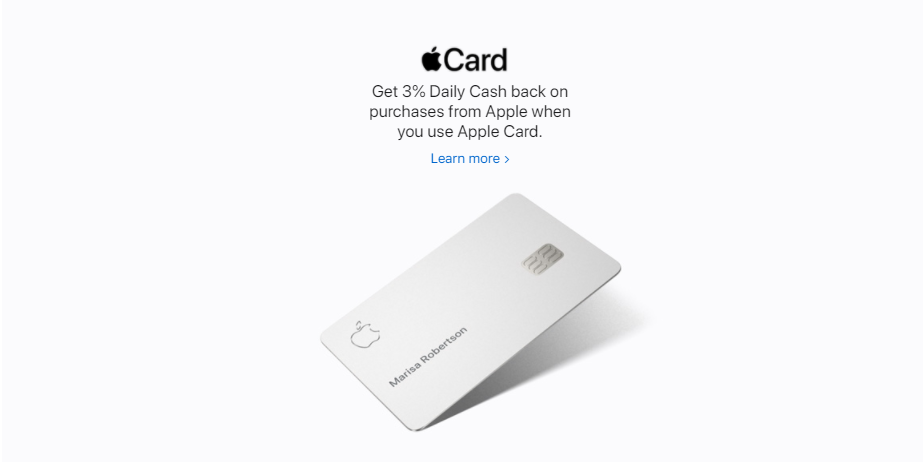 Card
Get 3% Daily Cash back on
purchases from Apple when
you use Apple Card.
Learn more >
Marisa Robertson